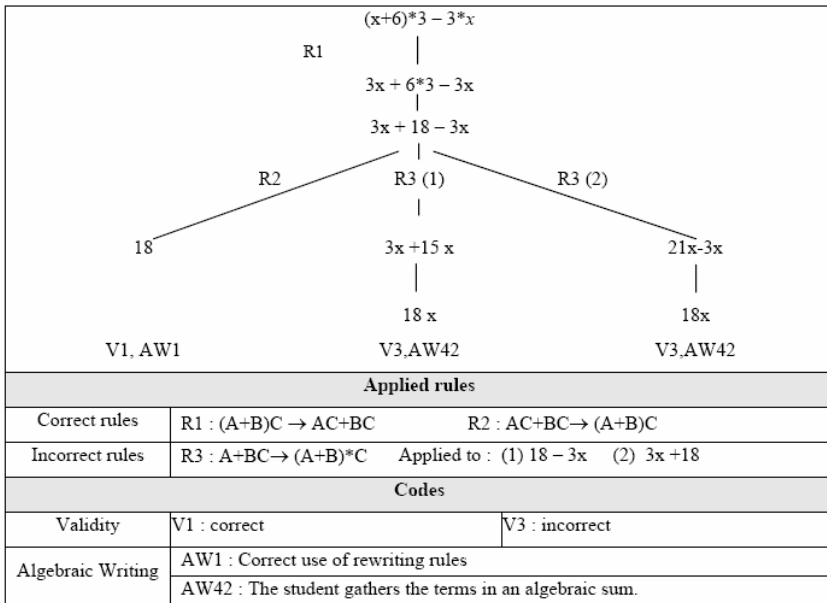 (x+6)*3 – 3*x
R1
3x + 6*3 – 3x
3x + 18 – 3x
R2 R3 (1) R3 (2)
18 3x +15 x 21x-3x
18 x 18x
V1, AW1 V3,AW42 V3,AW42
Applied rules
Correct rules R1 : (A+B)C → AC+BC R2 : AC+BC→ (A+B)C
Incorrect rules R3 : A+BC→ (A+B)*C Applied to : (1) 18 – 3x (2) 3x +18
Codes
Validity V1 : correct V3 : incorrect
Algebraic Writing AW1 : Correct use of rewriting rules
AW42 : The student gathers the terms in an algebraic sum.